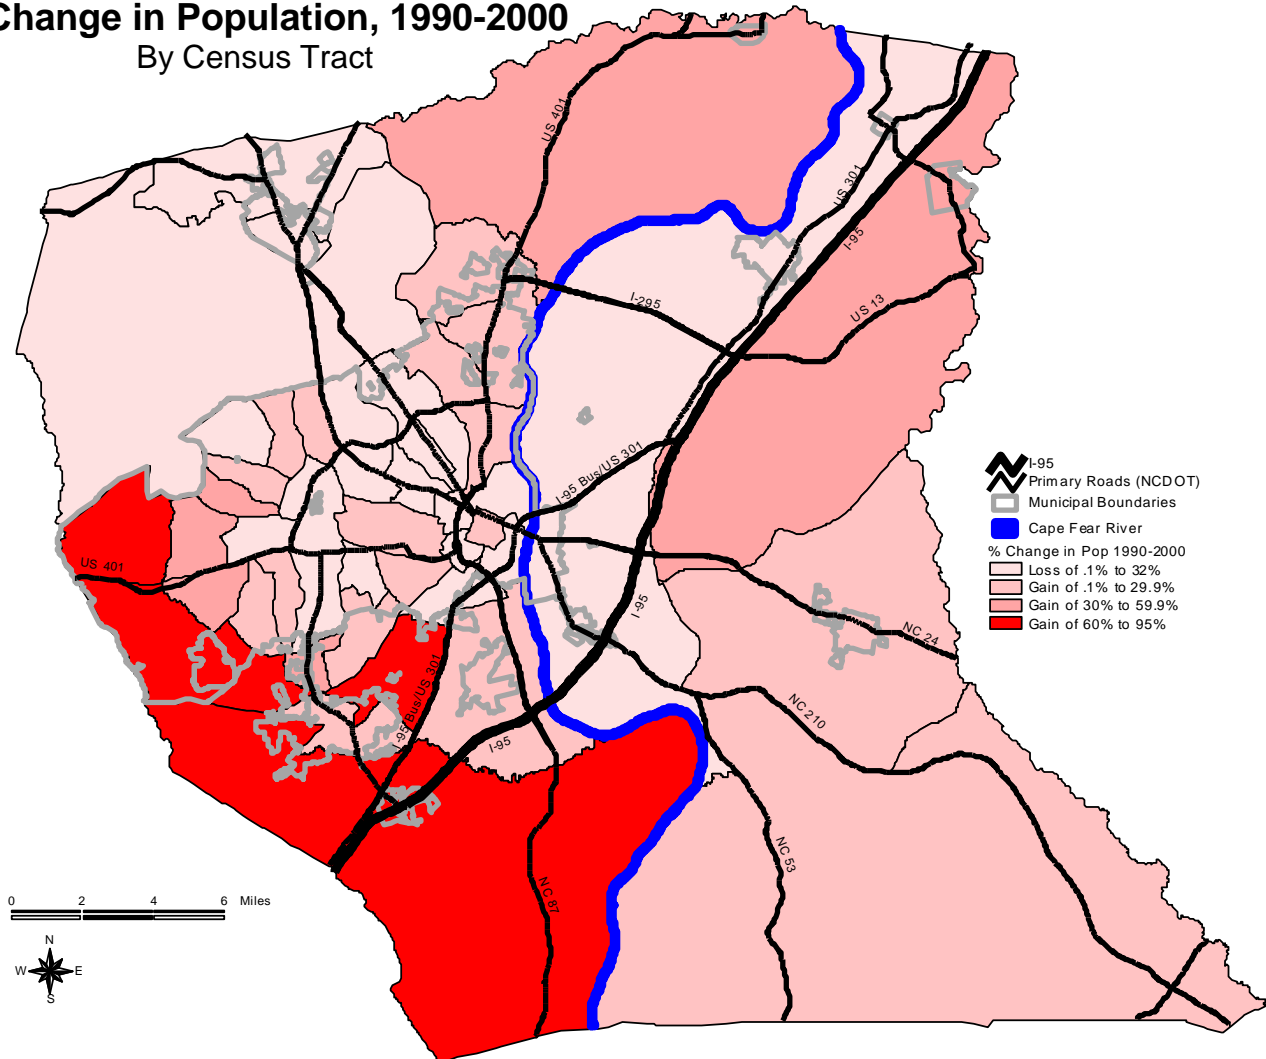 Change in Population, 1990-2000
By Census Tract
US 401
US 301
I-95
I-295
US 13
I-95 Bus/US 301
US 401
I-95
NC 24
NC 210
I-95 Bus/US 301
I-95
NC 53
NC 87
I-95
Primary Roads (NCDOT)
Municipal Boundaries
Cape Fear River
% Change in Pop 1990-2000
Loss of .1% to 32%
Gain of .1% to 29.9%
Gain of 30% to 59.9%
Gain of 60% to 95%
0 2 4 6 Miles
N
W E
S